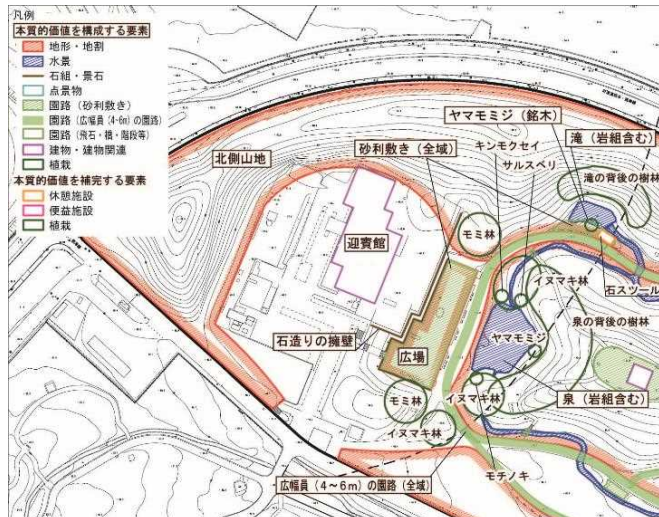 凡例
本質的価値を構成する要素
地形・地割
水景
石組・景石
点景物
園路（砂利敷き）
園路（広幅員（4~6m）の園路）
園路（飛石・橋・階段等）
建物・建物関連
植栽
本質的価値を補完する要素
休憩施設
便益施設
植栽
ヤマモミジ（銘木）
キンモクセイ
サルスベリ
滝（岩組含む）
砂利敷き（全域）
北側山地
滝の背後の樹林
モミ林
迎賓館
イヌマキ林
石スツール
泉の背後の樹林
石造りの擁壁
広場
ヤマモミジ
モミ林
イヌマキ林
泉（岩組含む）
イヌマキ林
モチノキ
広幅員（4～6m）の園路（全域）